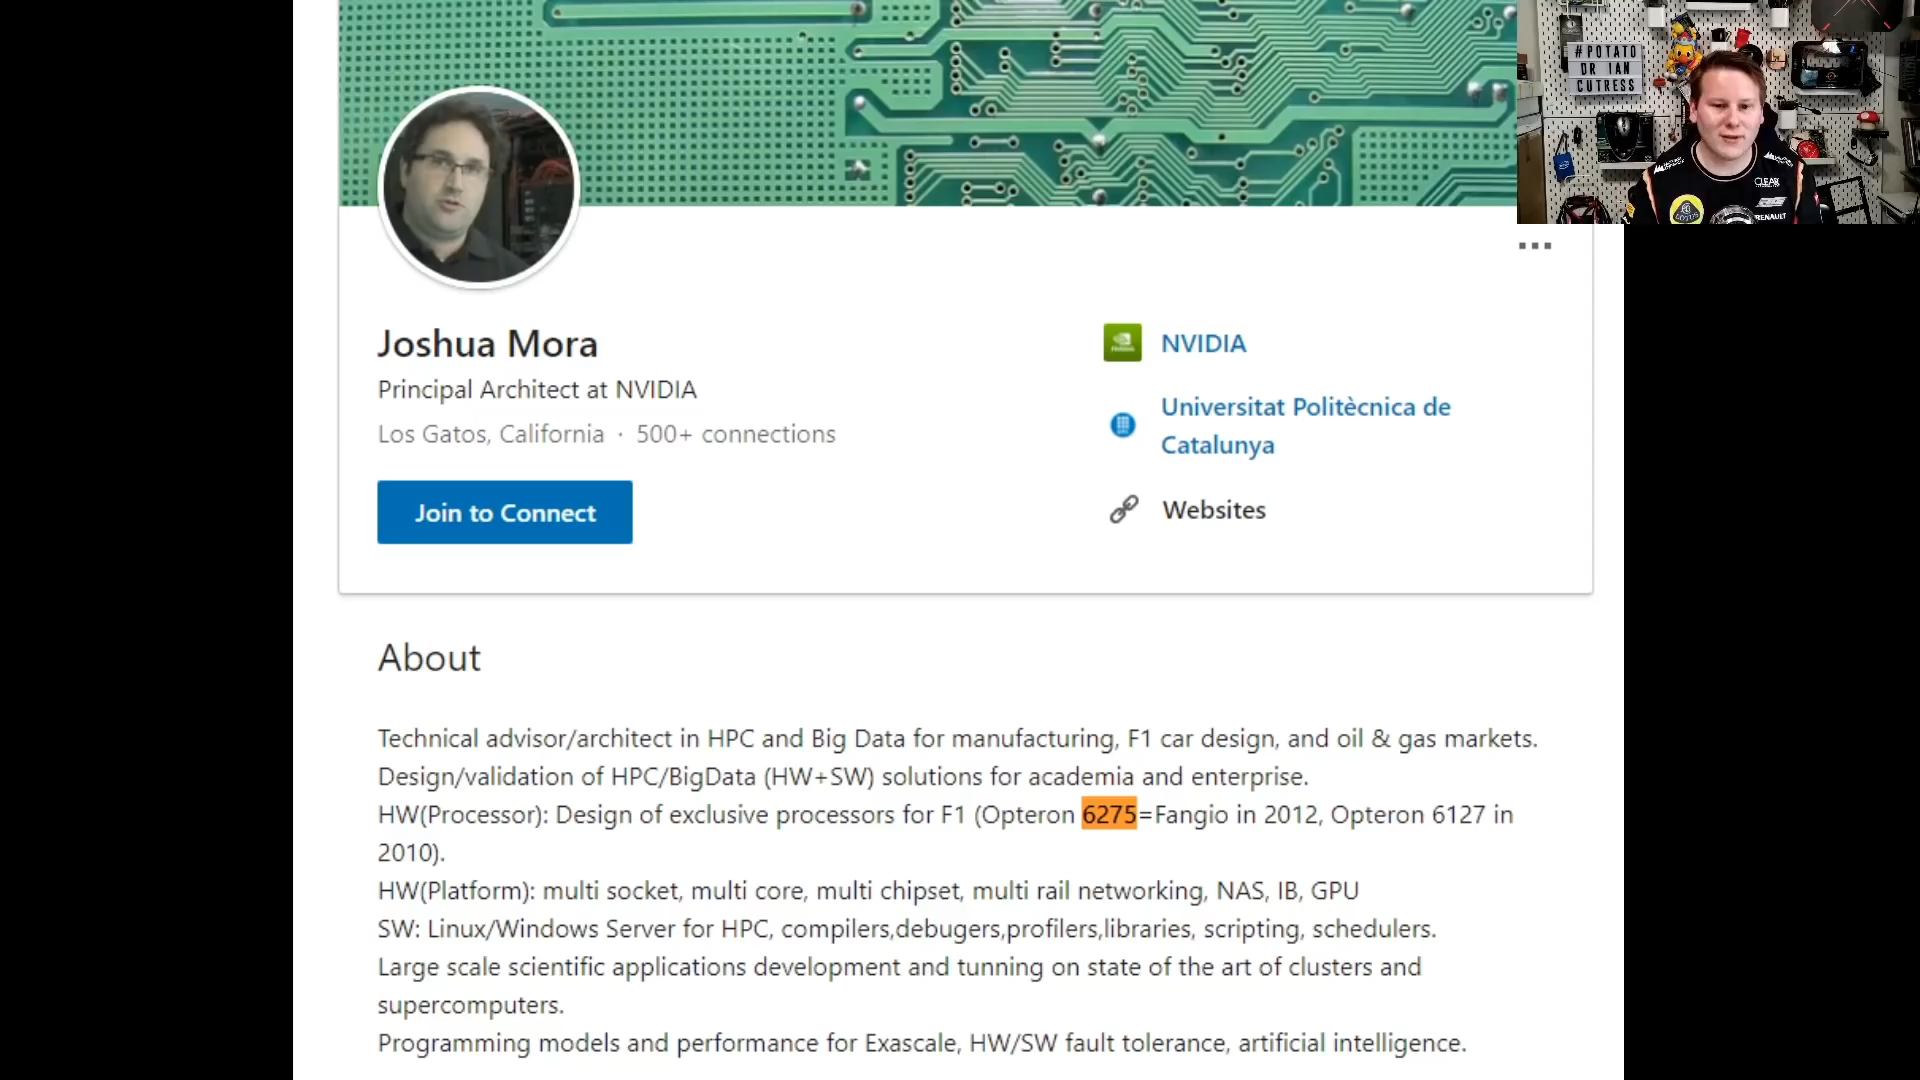 #POTATO
DR IAN
CUTRESS
CLEAR
LOTUS
RENAULT
Joshua Mora
Principal Architect at NVIDIA
Los Gatos, California · 500+ connections
Join to Connect
NVIDIA
Universitat Politècnica de
Catalunya
Websites
About
Technical advisor/architect in HPC and Big Data for manufacturing, F1 car design, and oil & gas markets.
Design/validation of HPC/BigData (HW+SW) solutions for academia and enterprise.
HW(Processor): Design of exclusive processors for F1 (Opteron 6275=Fangio in 2012, Opteron 6127 in
2010).
HW(Platform): multi socket, multi core, multi chipset, multi rail networking, NAS, IB, GPU
SW: Linux/Windows Server for HPC, compilers,debugers,profilers,libraries, scripting, schedulers.
Large scale scientific applications development and tunning on state of the art of clusters and
supercomputers.
Programming models and performance for Exascale, HW/SW fault tolerance, artificial intelligence.